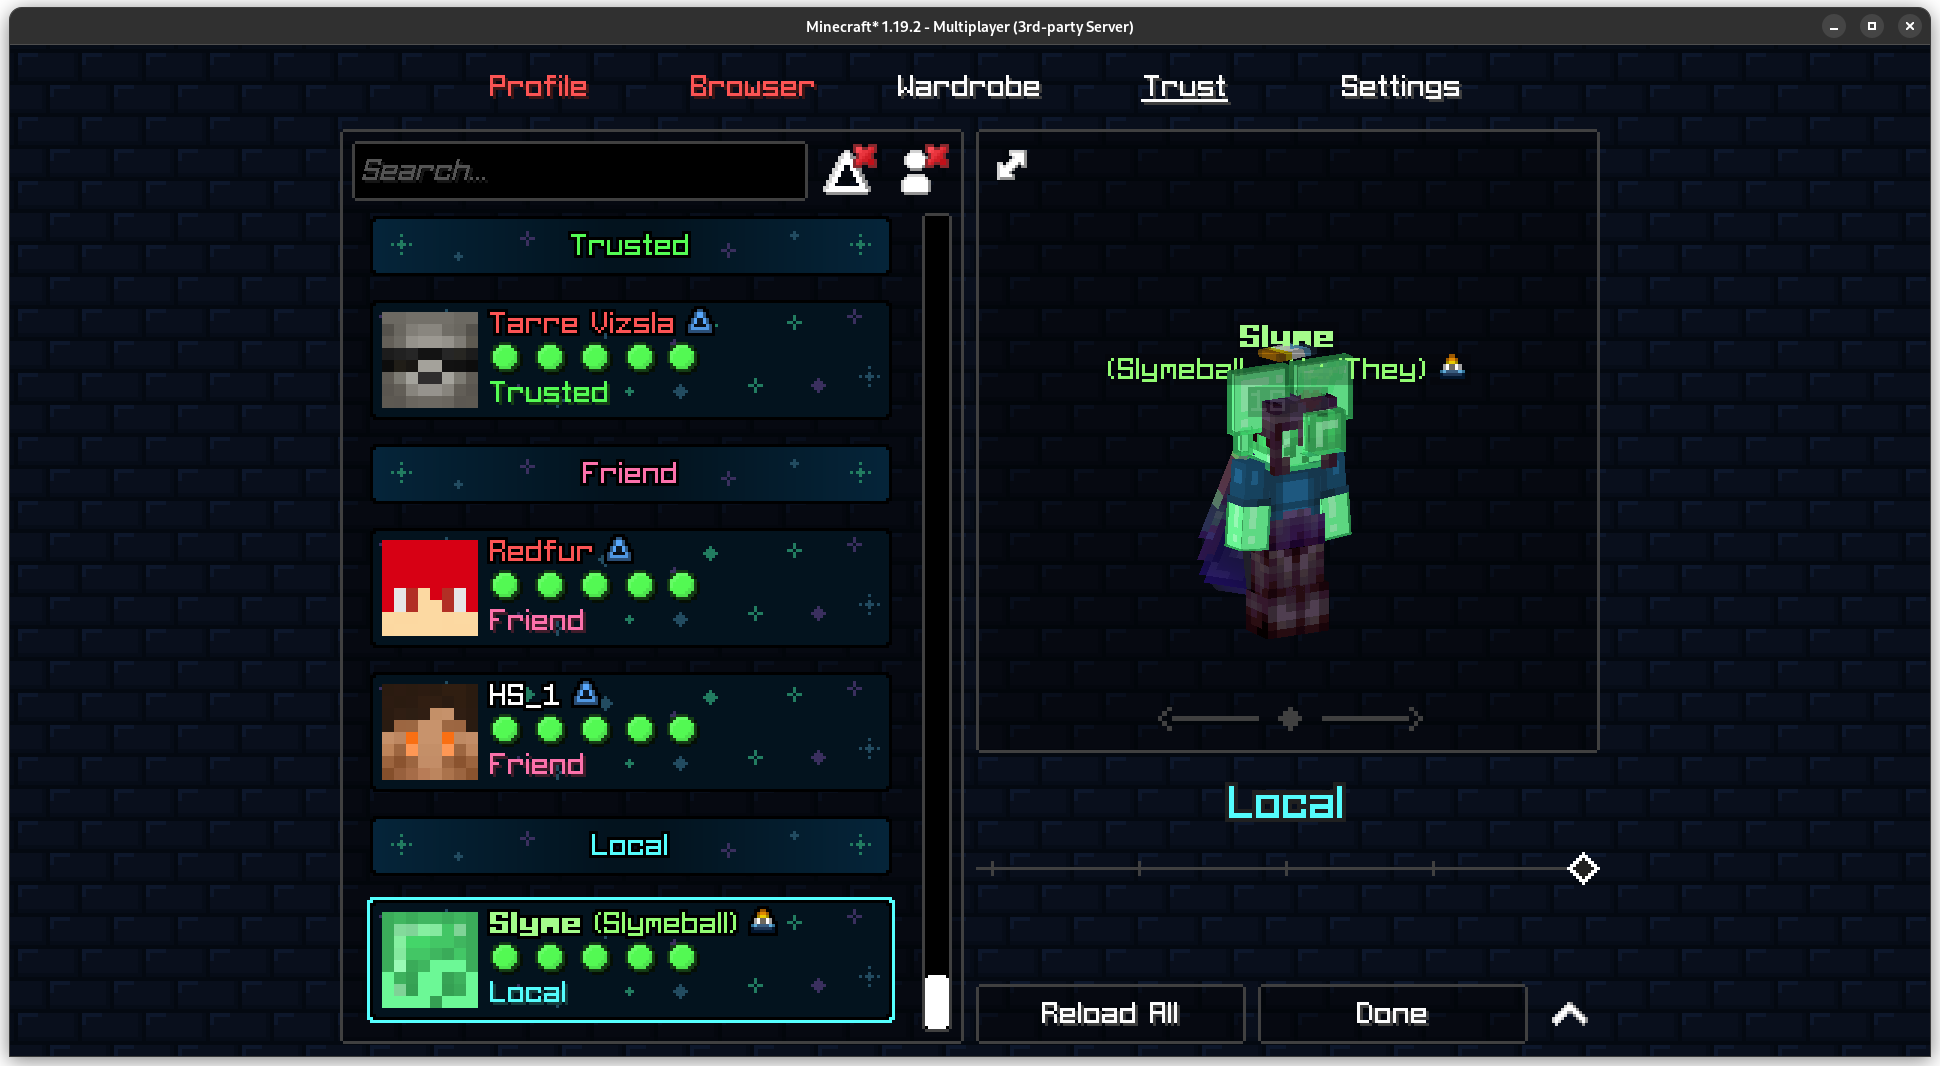 Minecraft* 1.19.2 - Multiplayer (3rd-party Server)
Profile Browser Wardrobe Trust Settings
Search...
Trusted
Tarre Vizsla
Trusted
Friend
Redfur
Friend
HS_1
Friend
Local
Slyme (Slymeball)
Local
Slyme
(Slymeball They)
Local
Reload All Done